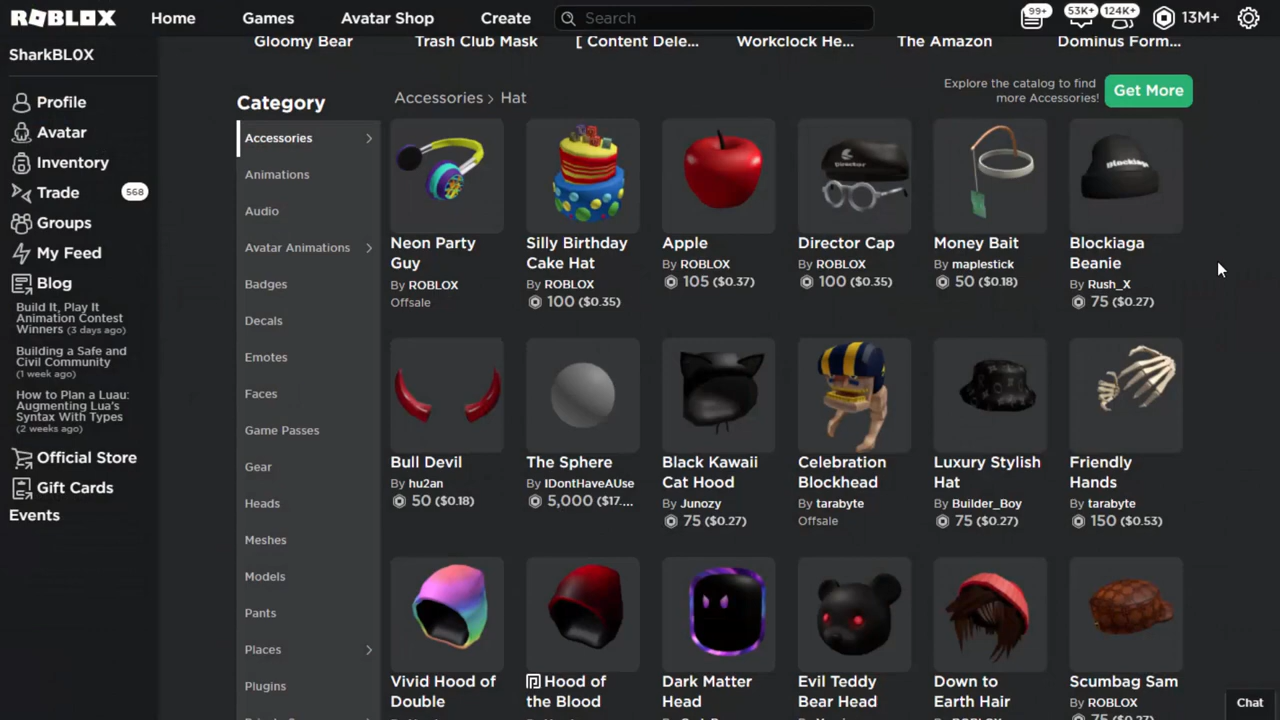 ROBLOX
Home
Games
Avatar Shop
Create
Search
99+
53K+
124K+
13M+
SharkBL0X
Profile
Avatar
Inventory
Trade
568
Groups
My Feed
Blog
Build It, Play It
Animation Contest
Winners (3 days ago)
Building a Safe and
Civil Community
(1 week ago)
How to Plan a Luau:
Augmenting Lua's
Syntax With Types
(2 weeks ago)
Official Store
Gift Cards
Events
Gloomy Bear
Trash Club Mask
[ Content Dele...
Workclock He...
The Amazon
Dominus Form...
Category
Accessories
Animations
Audio
Avatar Animations
Badges
Decals
Emotes
Faces
Game Passes
Gear
Heads
Meshes
Models
Pants
Places
Plugins
Accessories > Hat
Explore the catalog to find
more Accessories!
Get More
Neon Party
Guy
By ROBLOX
Offsale
Silly Birthday
Cake Hat
By ROBLOX
100 ($0.35)
Apple
By ROBLOX
105 ($0.37)
Director
Director Cap
By ROBLOX
100 ($0.35)
Money Bait
By maplestick
50 ($0.18)
Blockiaga
Blockiaga
Beanie
By Rush_X
75 ($0.27)
Bull Devil
By hu2an
50 ($0.18)
The Sphere
By IDontHaveAUse
5,000 ($17....
Black Kawaii
Cat Hood
By Junozy
75 ($0.27)
Celebration
Blockhead
By tarabyte
Offsale
Luxury Stylish
Hat
By Builder_Boy
75 ($0.27)
Friendly
Hands
By tarabyte
150 ($0.53)
Vivid Hood of
Double
Hood of
the Blood
Dark Matter
Head
Evil Teddy
Bear Head
Down to
Earth Hair
Scumbag Sam
By ROBLOX
75 ($0.27)
Chat